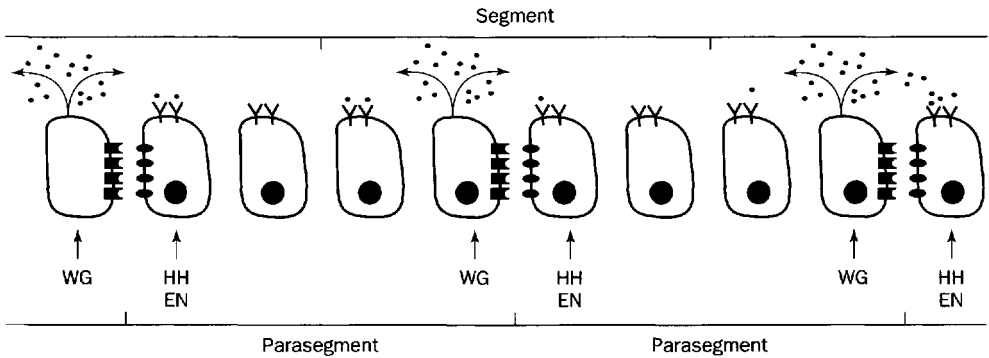 Segment
WG HH WG HH WG HH
EN EN EN
Parasegment Parasegment